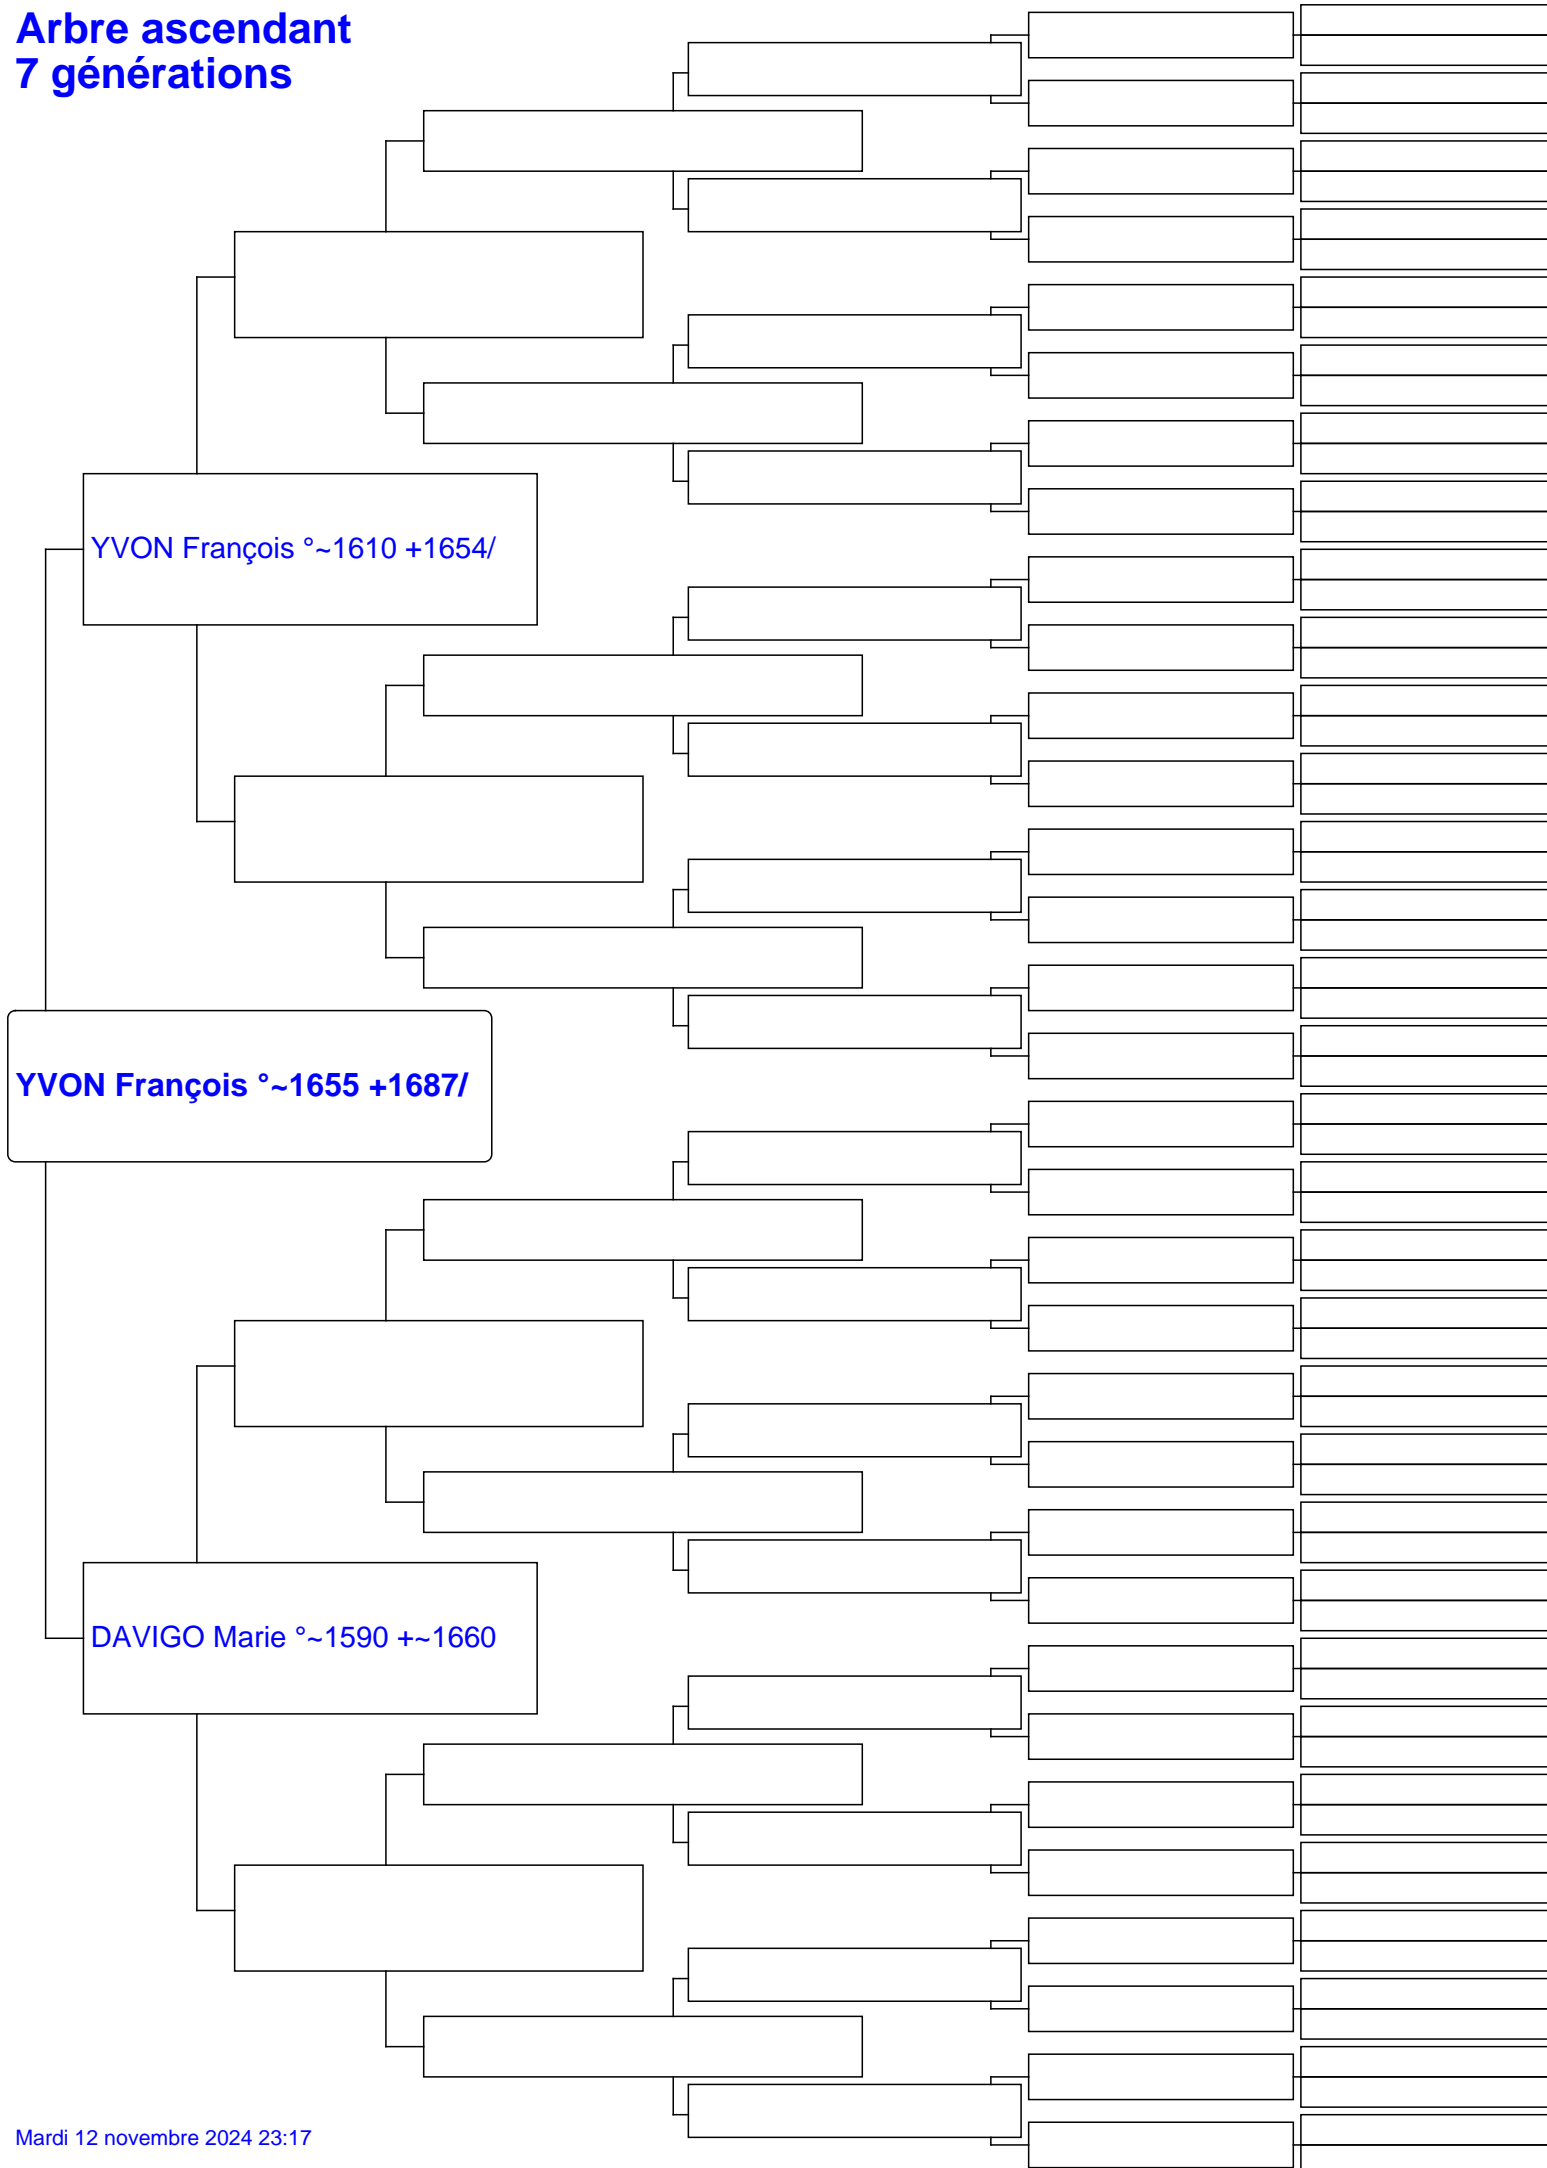 Arbre ascendant
7 générations
YVON François °~1610 +1654/
YVON François °~1655 +1687/
DAVIGO Marie °~1590 +~1660
Mardi 12 novembre 2024 23:17